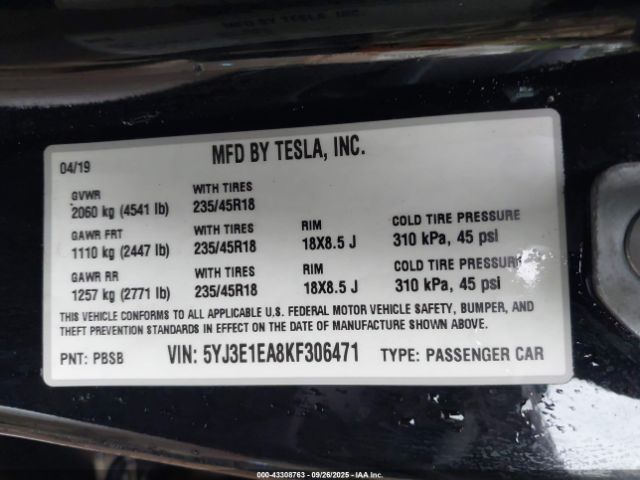 MFD BY TESLA, INC.
04/19
MFD BY TESLA, INC.
GVWR
2060 kg (4541 lb)
WITH TIRES
235/45R18
GAWR FRT
1110 kg (2447 lb)
WITH TIRES
235/45R18
RIM
18X8.5 J
COLD TIRE PRESSURE
310 kPa, 45 psi
GAWR RR
1257 kg (2771 lb)
WITH TIRES
235/45R18
RIM
18X8.5 J
COLD TIRE PRESSURE
310 kPa, 45 psi
THIS VEHICLE CONFORMS TO ALL APPLICABLE U.S. FEDERAL MOTOR VEHICLE SAFETY, BUMPER, AND
THEFT PREVENTION STANDARDS IN EFFECT ON THE DATE OF MANUFACTURE SHOWN ABOVE.
PNT: PBSB
VIN: 5YJ3E1EA8KF306471
TYPE: PASSENGER CAR
000-43308763 - 09/26/2025 - IAA Inc.